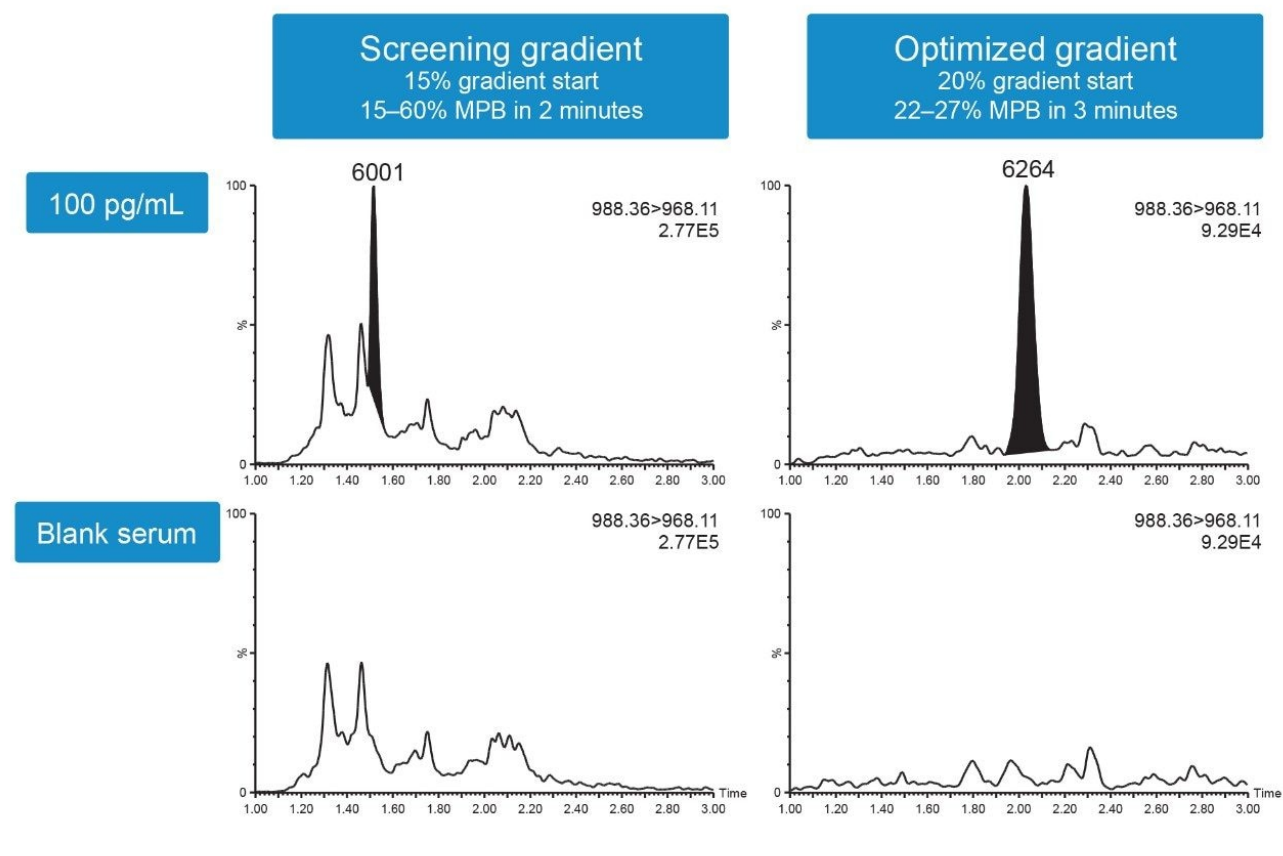 Screening gradient
15% gradient start
15–60% MPB in 2 minutes
Optimized gradient
20% gradient start
22–27% MPB in 3 minutes
100 pg/mL
6001
988.36>968.11
2.77E5
100
%
0
1.00 1.20 1.40 1.60 1.80 2.00 2.20 2.40 2.60 2.80 3.00
6264
988.36>968.11
9.29E4
100
%
0
1.00 1.20 1.40 1.60 1.80 2.00 2.20 2.40 2.60 2.80 3.00
Blank serum
988.36>968.11
2.77E5
100
%
0
Time
1.00 1.20 1.40 1.60 1.80 2.00 2.20 2.40 2.60 2.80 3.00
988.36>968.11
9.29E4
100
%
0
Time
1.00 1.20 1.40 1.60 1.80 2.00 2.20 2.40 2.60 2.80 3.00